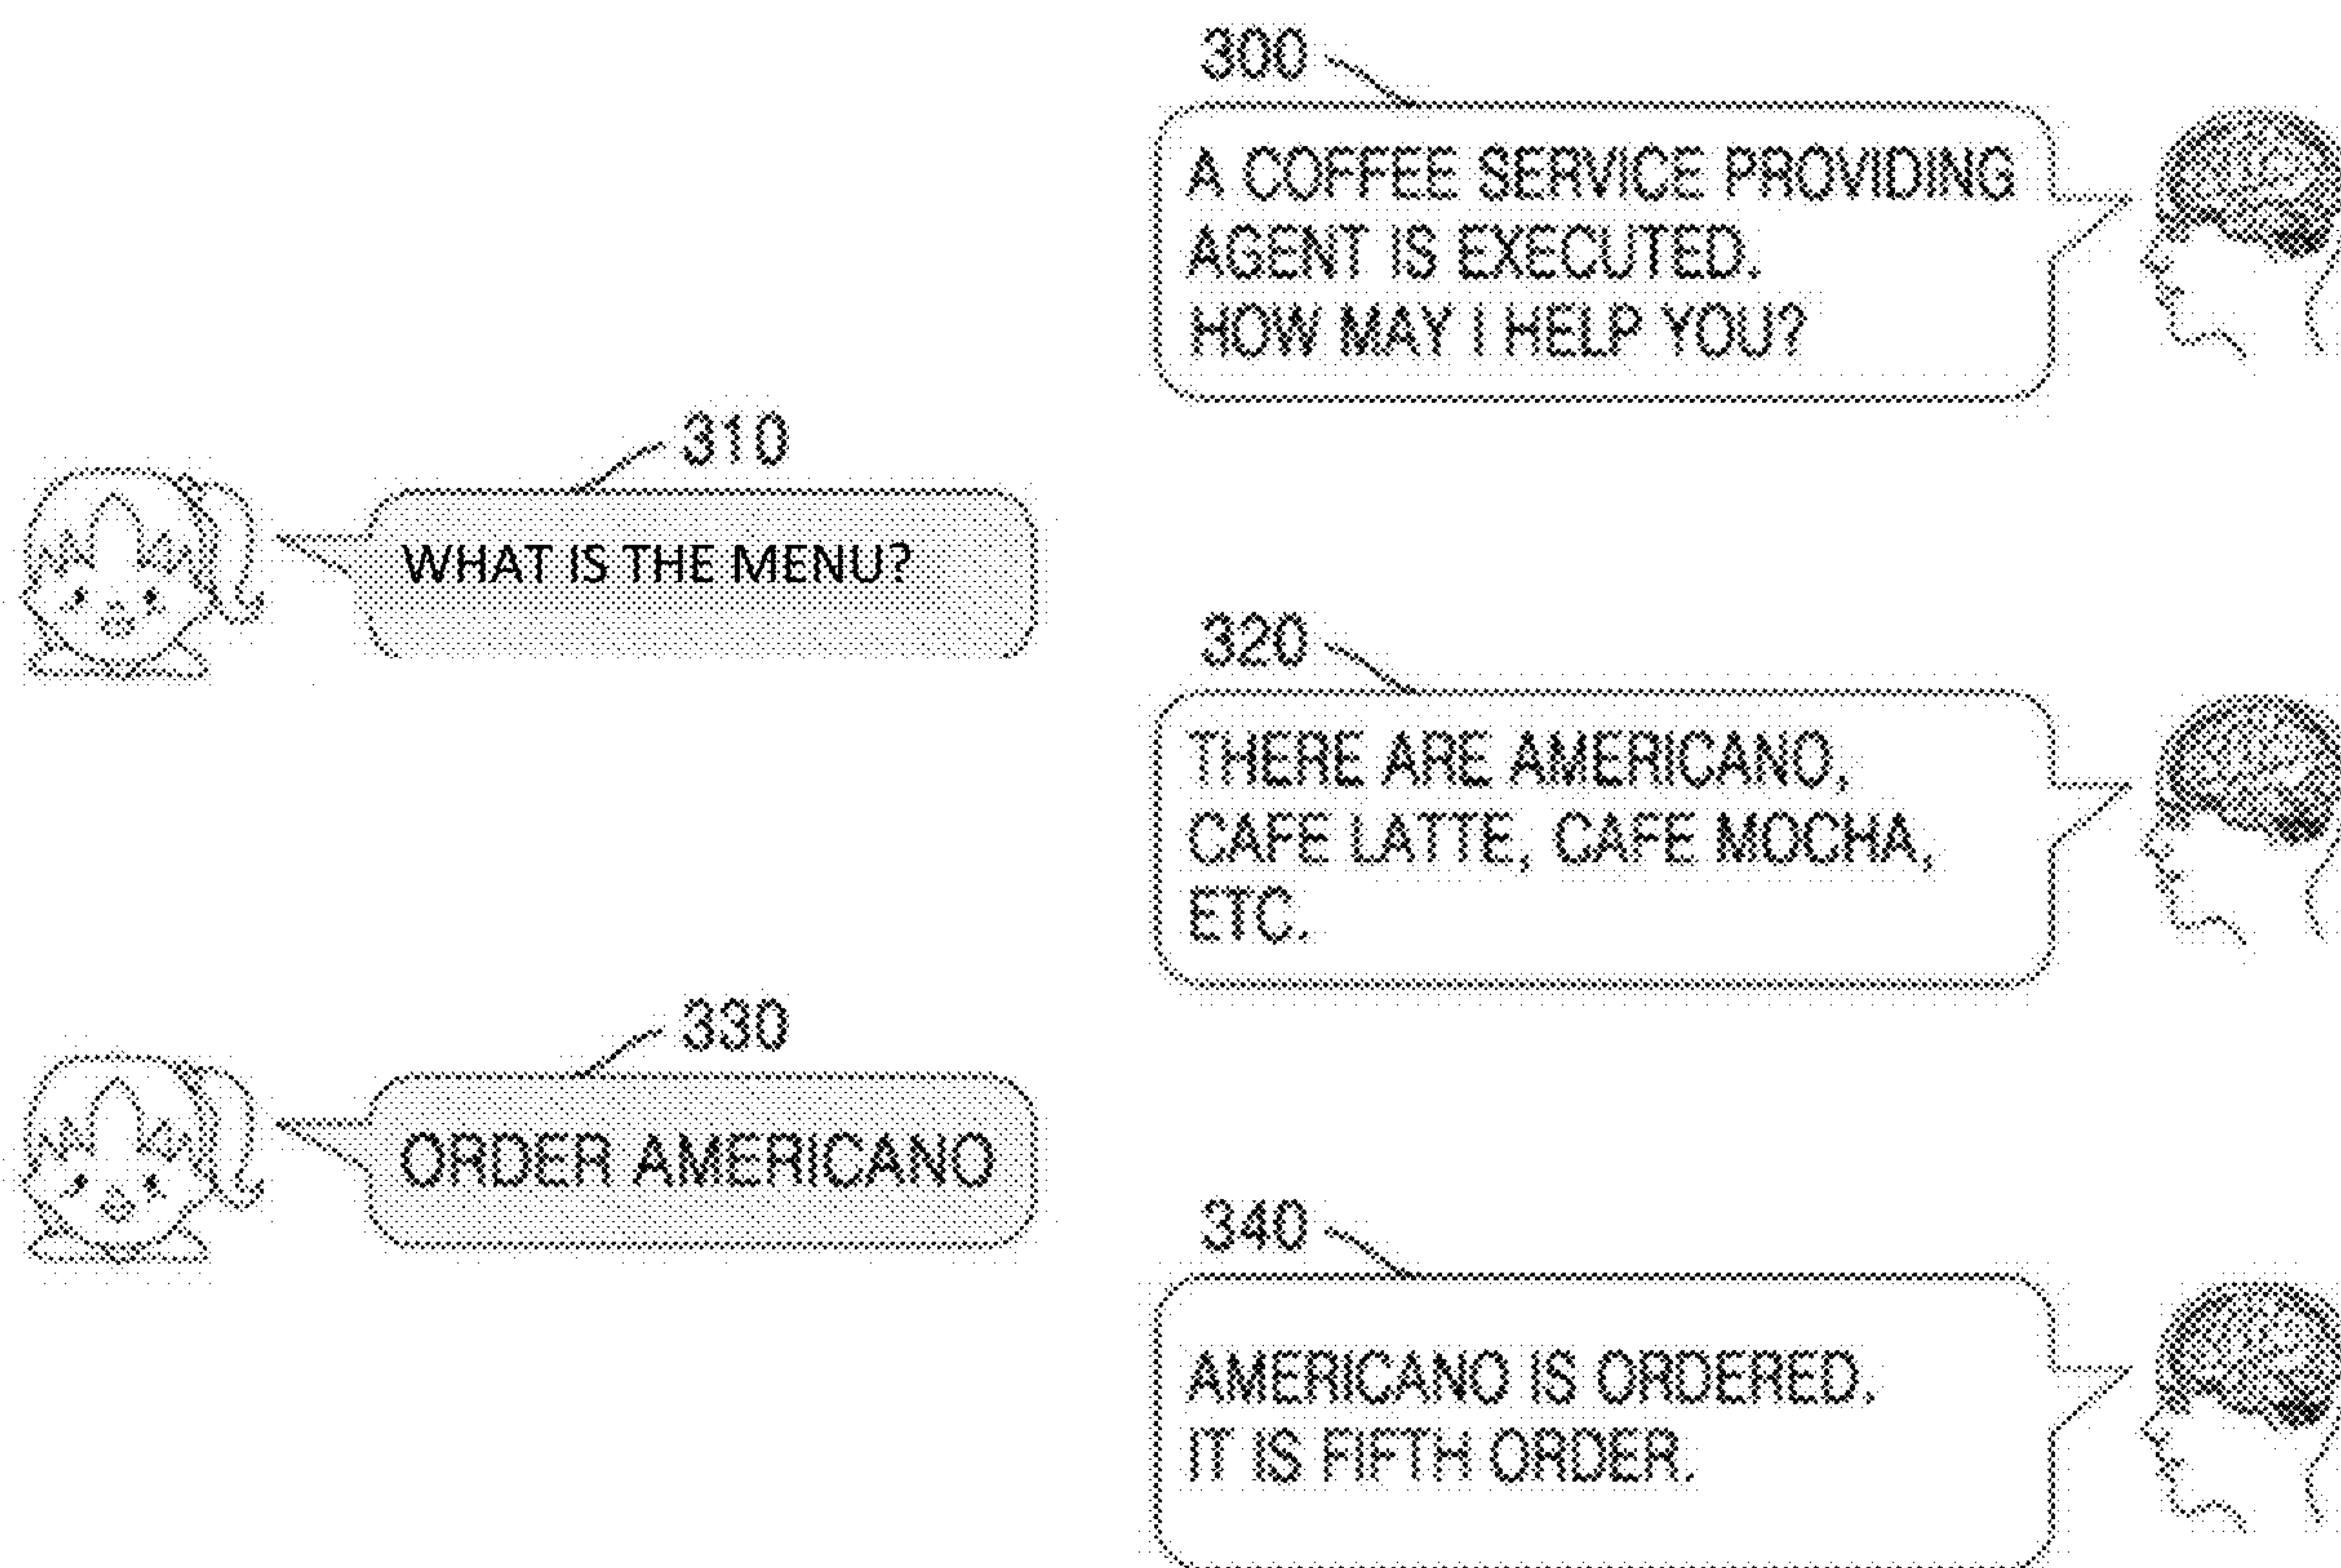 300
A COFFEE SERVICE PROVIDING
AGENT IS EXECUTED.
HOW MAY I HELP YOU?
310
WHAT IS THE MENU?
320
THERE ARE AMERICANO,
CAFE LATTE, CAFE MOCHA,
ETC.
330
ORDER AMERICANO
340
AMERICANO IS ORDERED.
IT IS FIFTH ORDER.